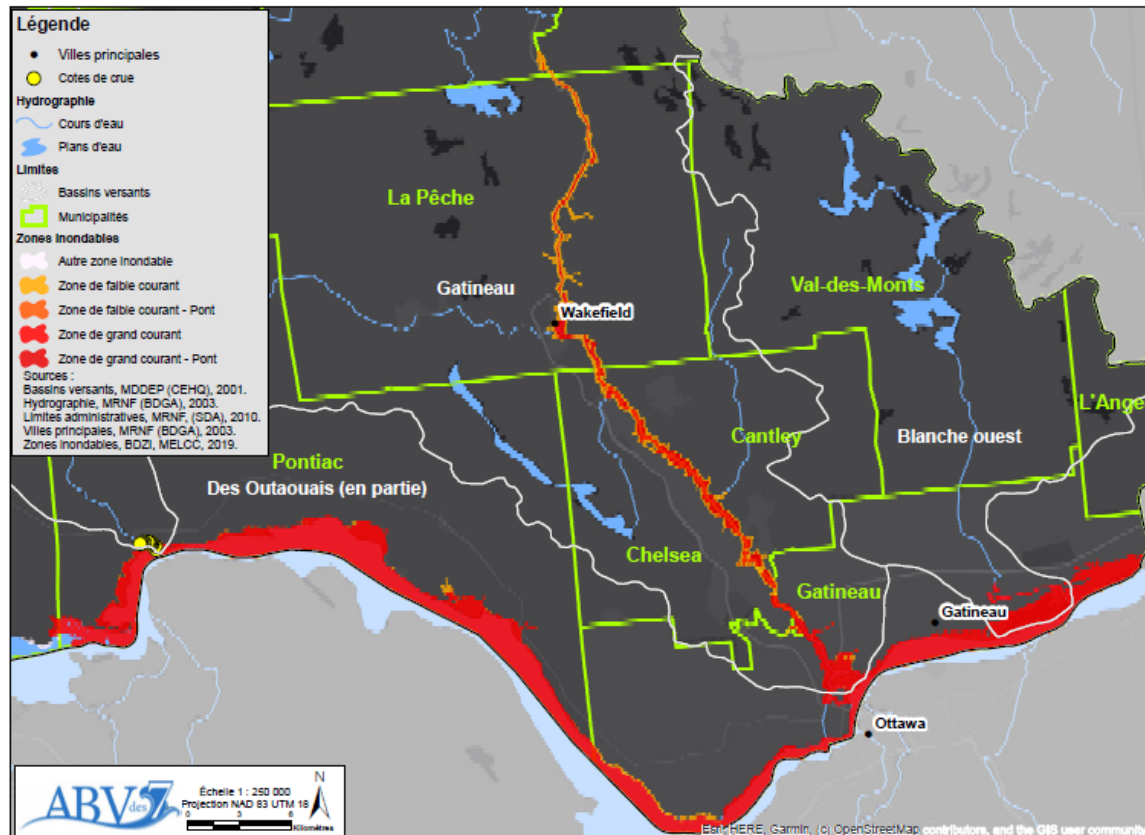 Légende
Villes principales
Cotes de crue
Hydrographie
Cours d'eau
Plans d'eau
Limites
Bassins versants
Municipalités
Zones Inondables
Autre zone inondable
Zone de faible courant
Zone de faible courant - Pont
Zone de grand courant
Zone de grand courant - Pont
Sources :
Bassins versants, MDDEP (CEHQ), 2001.
Hydrographie, MRNF (BDGA), 2003.
Limites administratives, MRNF, (SDA), 2010.
Villes principales, MRNF (BDGA), 2003.
Zones inondables, BDZI, MELCC, 2019.
La Pêche
Gatineau
Wakefield
Val-des-Monts
L'Ange
Cantley
Blanche ouest
Pontiac
Des Outaouais (en partie)
Chelsea
Gatineau
Gatineau
Ottawa
ABV des 7
Échelle 1 : 250 000
Projection NAD 83 UTM 18
N
0 3 6
Kilomètres
Esri, HERE, Garmin, (c) OpenStreetMap contributors, and the GIS user communit